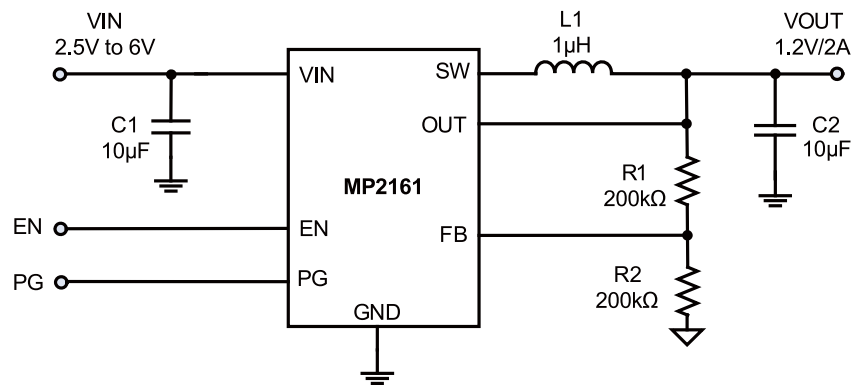 VIN
2.5V to 6V
L1
1µH
VOUT
1.2V/2A
VIN
SW
C1
10µF
OUT
C2
10µF
MP2161
R1
200kΩ
EN
EN
FB
PG
PG
R2
200kΩ
GND